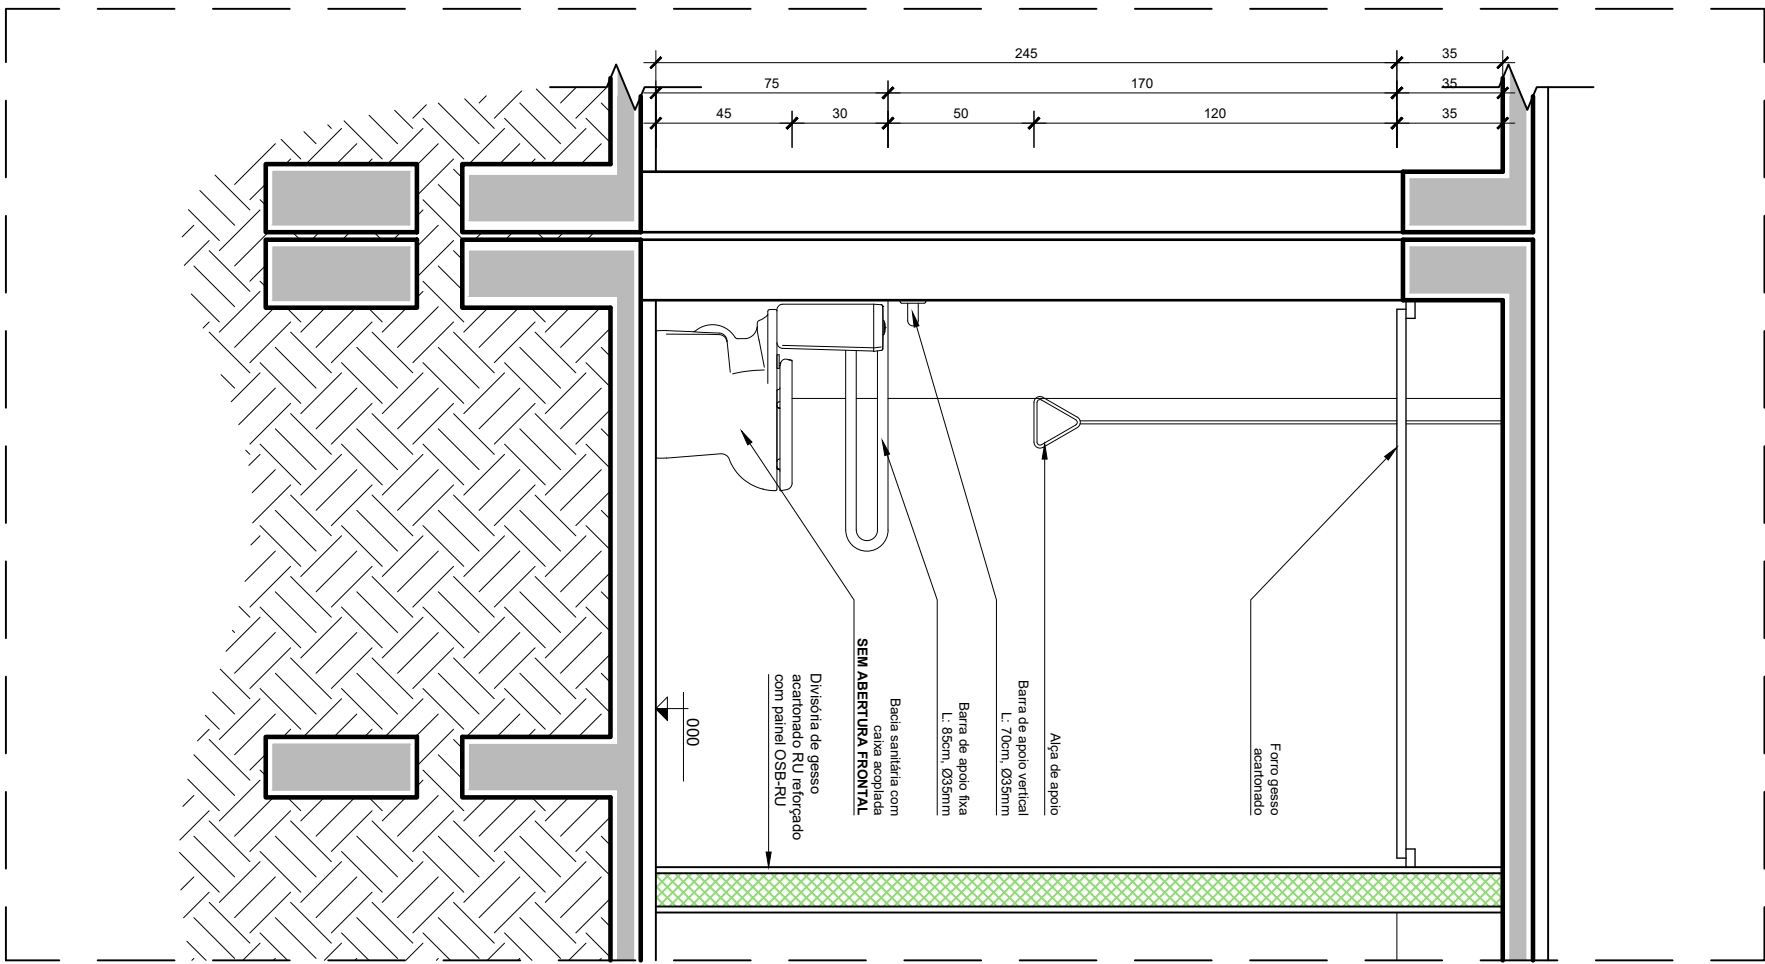 245
35
75
170
35
45
30
50
120
35
Forro gesso
acartonado
Alça de apoio
Barra de apoio vertical
L: 70cm, Ø35mm
Barra de apoio fixa
L: 85cm, Ø35mm
Bacia sanitária com
caixa acoplada
SEM ABERTURA FRONTAL
Divisória de gesso
acartonado RU reforçado
com painel OSB-RU
000